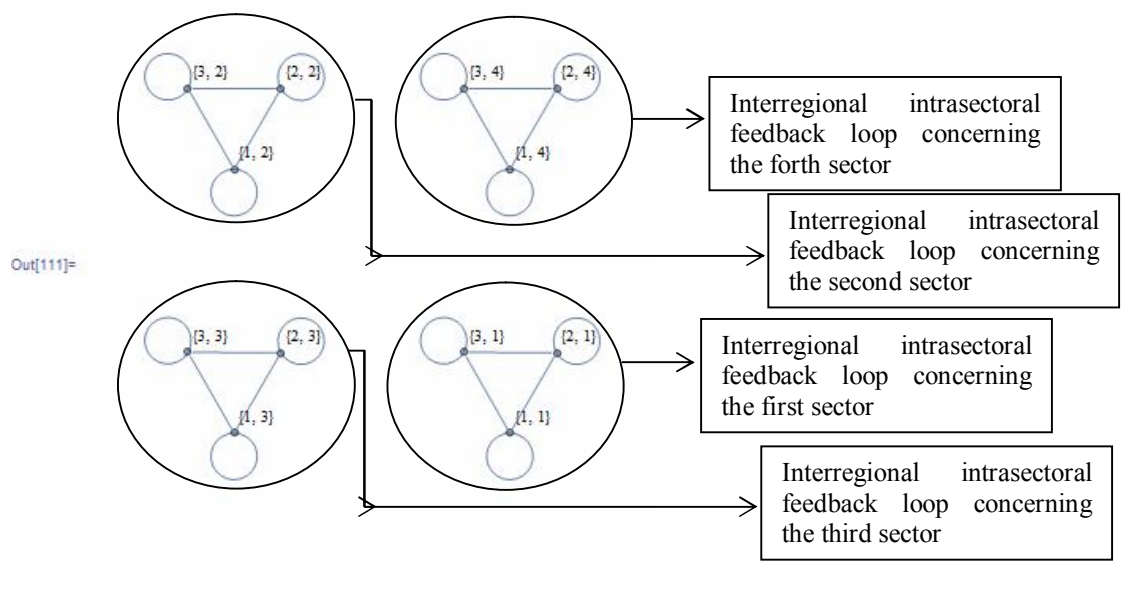 {3, 2} {2, 2}
{1, 2}
{3, 4} {2, 4}
{1, 4}
Interregional intrasectoral
feedback loop concerning
the forth sector
Interregional intrasectoral
feedback loop concerning
the second sector
Out[111]=
{3, 3} {2, 3}
{1, 3}
{3, 1} {2, 1}
{1, 1}
Interregional intrasectoral
feedback loop concerning
the first sector
Interregional intrasectoral
feedback loop concerning
the third sector